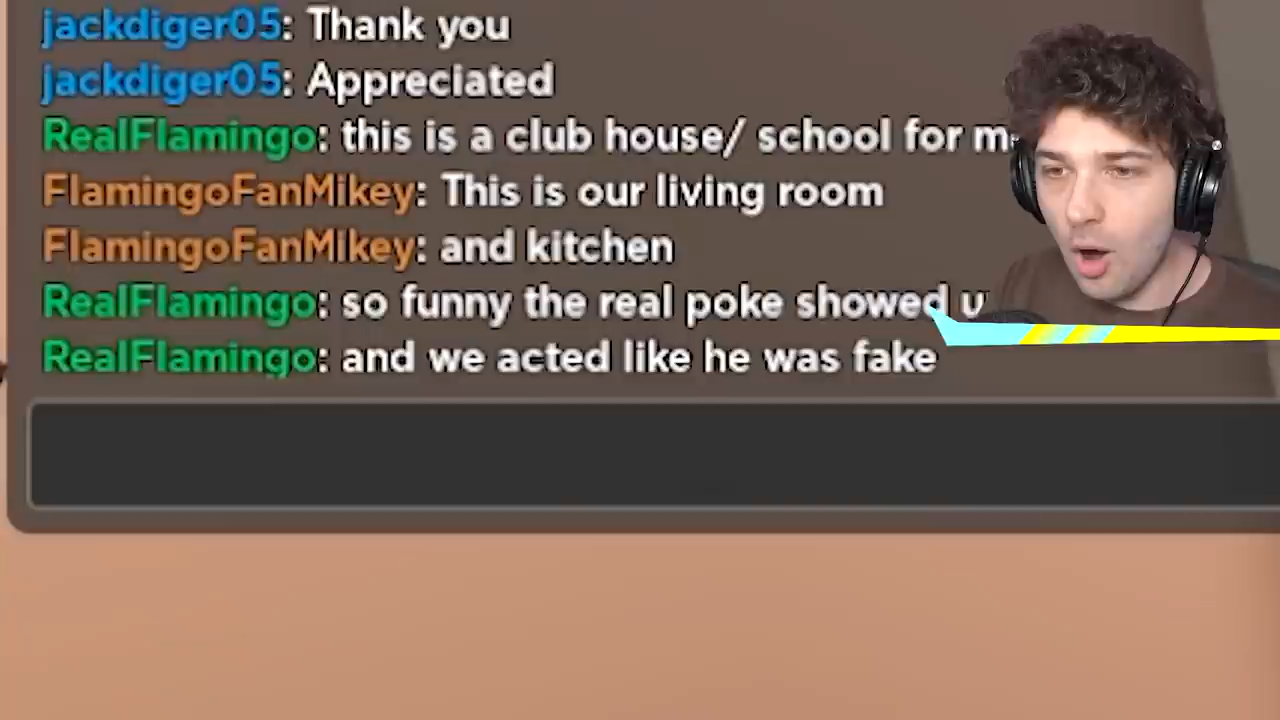 jackdiger05: Thank you
jackdiger05: Appreciated
RealFlamingo: this is a club house/ school for
FlamingoFanMikey: This is our living room
FlamingoFanMikey: and kitchen
RealFlamingo: so funny the real poke showed
RealFlamingo: and we acted like he was fake